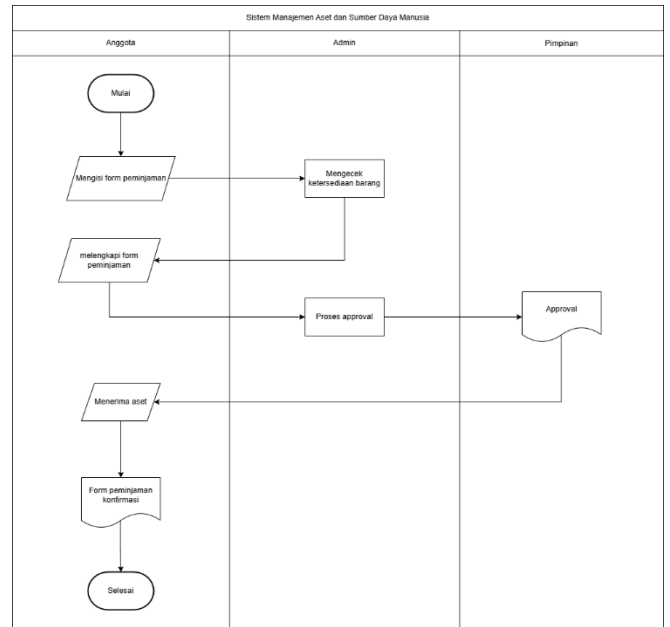 Sistem Manajemen Aset dan Sumber Daya Manusia
Anggota
Admin
Pimpinan
Mulai
Mengisi form peminjaman
Mengecek
ketersediaan barang
melengkapi form
peminjaman
Proses approval
Approval
Menerima aset
Form peminjaman
konfirmasi
Selesai